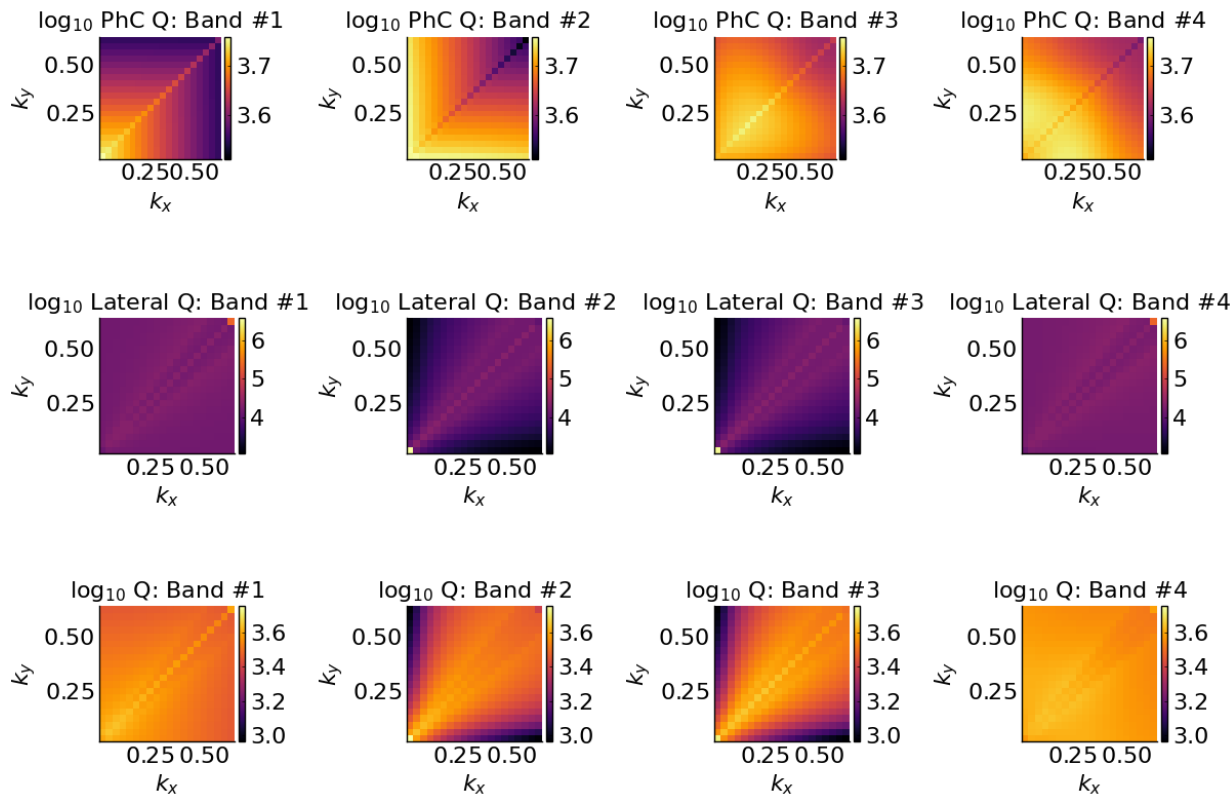 log₁₀ PhC Q: Band #1 log₁₀ PhC Q: Band #2 log₁₀ PhC Q: Band #3 log₁₀ PhC Q: Band #4
0.50 3.7 0.50 3.7 0.50 3.7 0.50 3.7
ky ky ky ky
0.25 3.6 0.25 3.6 0.25 3.6 0.25 3.6
0.250.50 0.250.50 0.250.50 0.250.50
kx kx kx kx
log₁₀ Lateral Q: Band #1 log₁₀ Lateral Q: Band #2 log₁₀ Lateral Q: Band #3 log₁₀ Lateral Q: Band #4
6 6 6 6
0.50 0.50 0.50 0.50
ky 5 ky 5 ky 5 ky 5
0.25 4 0.25 4 0.25 4 0.25 4
0.25 0.50 0.25 0.50 0.25 0.50 0.25 0.50
kx kx kx kx
log₁₀ Q: Band #1 log₁₀ Q: Band #2 log₁₀ Q: Band #3 log₁₀ Q: Band #4
3.6 3.6 3.6 3.6
0.50 0.50 0.50 0.50
3.4 3.4 3.4 3.4
ky ky ky ky
0.25 3.2 0.25 3.2 0.25 3.2 0.25 3.2
3.0 3.0 3.0 3.0
0.25 0.50 0.25 0.50 0.25 0.50 0.25 0.50
kx kx kx kx